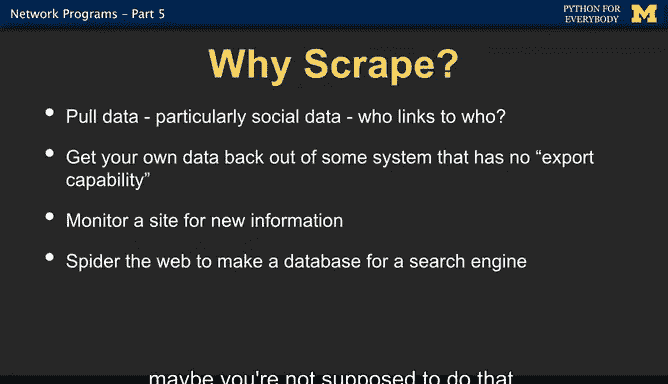 Network Programs – Part 5
PYTHON FOR
EVERYBODY
M
Why Scrape?
• Pull data - particularly social data - who links to who?
• Get your own data back out of some system that has no “export
capability”
• Monitor a site for new information
• Spider the web to make a database for a search engine
maybe you're not supposed to do that